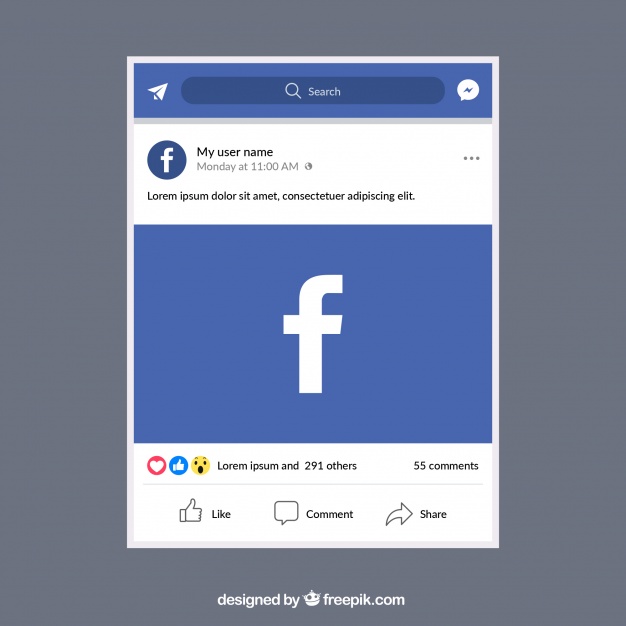 Search
My user name
Monday at 11:00 AM
Lorem ipsum dolor sit amet, consectetuer adipiscing elit.
f
Lorem ipsum and 291 others
55 comments
Like
Comment
Share
designed by freepik.com